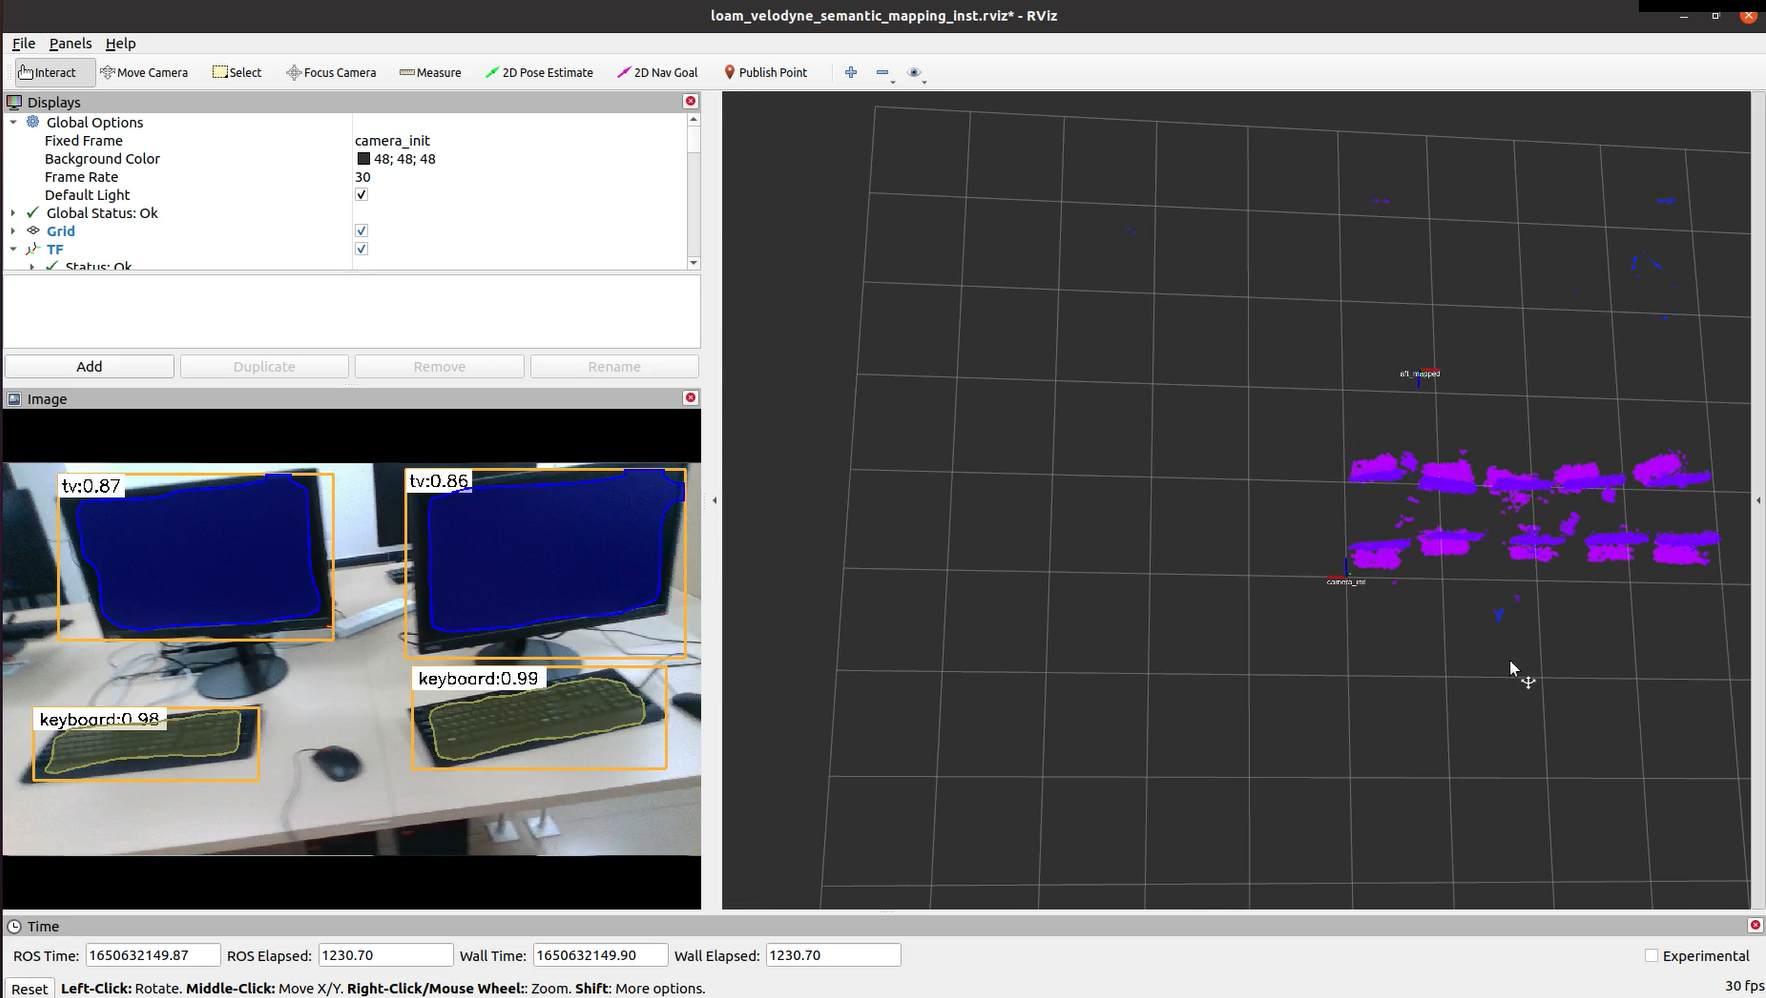 loam_velodyne_semantic_mapping_inst.rviz* - RViz
File Panels Help
Interact Move Camera Select Focus Camera Measure 2D Pose Estimate 2D Nav Goal Publish Point
Displays
Global Options
Fixed Frame camera_init
Background Color 48; 48; 48
Frame Rate 30
Default Light
Global Status: Ok
Grid
TF
Status: Ok
Add Duplicate Remove Rename
Image
tv:0.87
tv:0.86
keyboard:0.99
keyboard:0.98
aft_mapped
camera_init
Time
ROS Time: 1650632149.87 ROS Elapsed: 1230.70 Wall Time: 1650632149.90 Wall Elapsed: 1230.70 Experimental
Reset Left-Click: Rotate. Middle-Click: Move X/Y. Right-Click/Mouse Wheel:: Zoom. Shift: More options. 30 fps